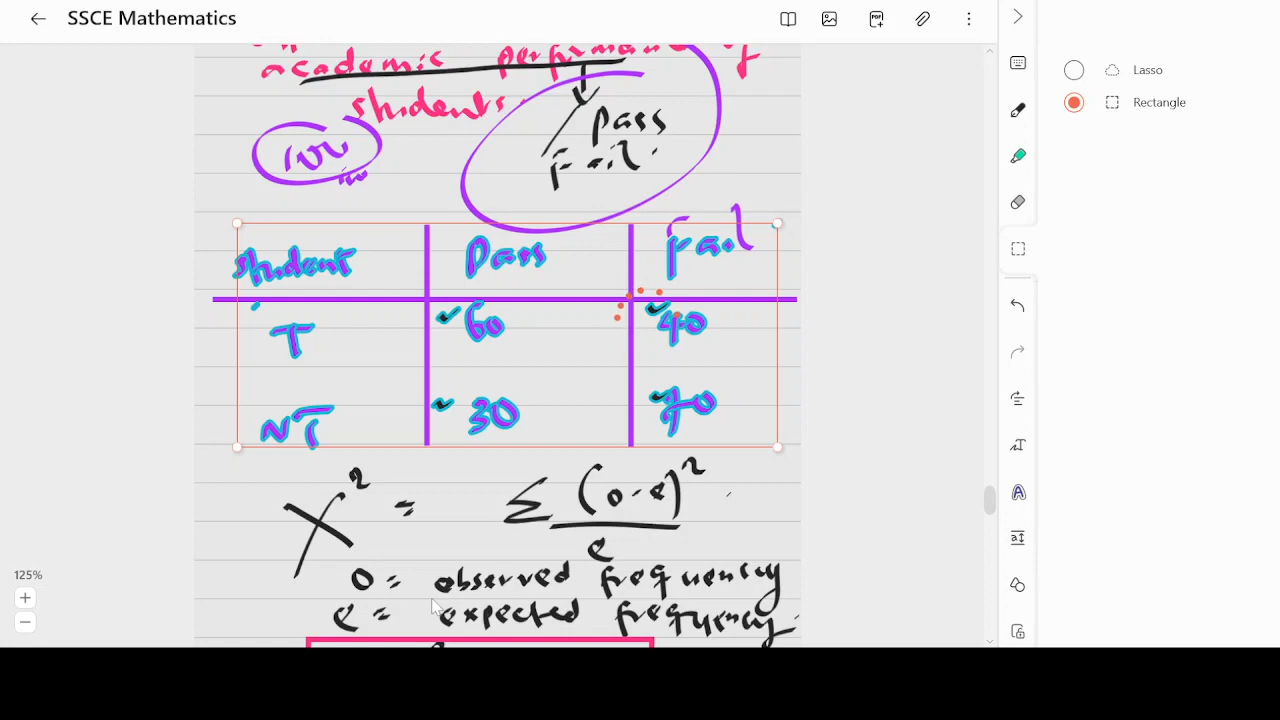 SSCE Mathematics
Lasso
Rectangle
academic performance of
students.
Pass
Fail.
100
student Pass Fail
T 60 40
NT 30 70
X² = Σ (o-e)²
e
o = observed frequency
e = expected frequency
125%